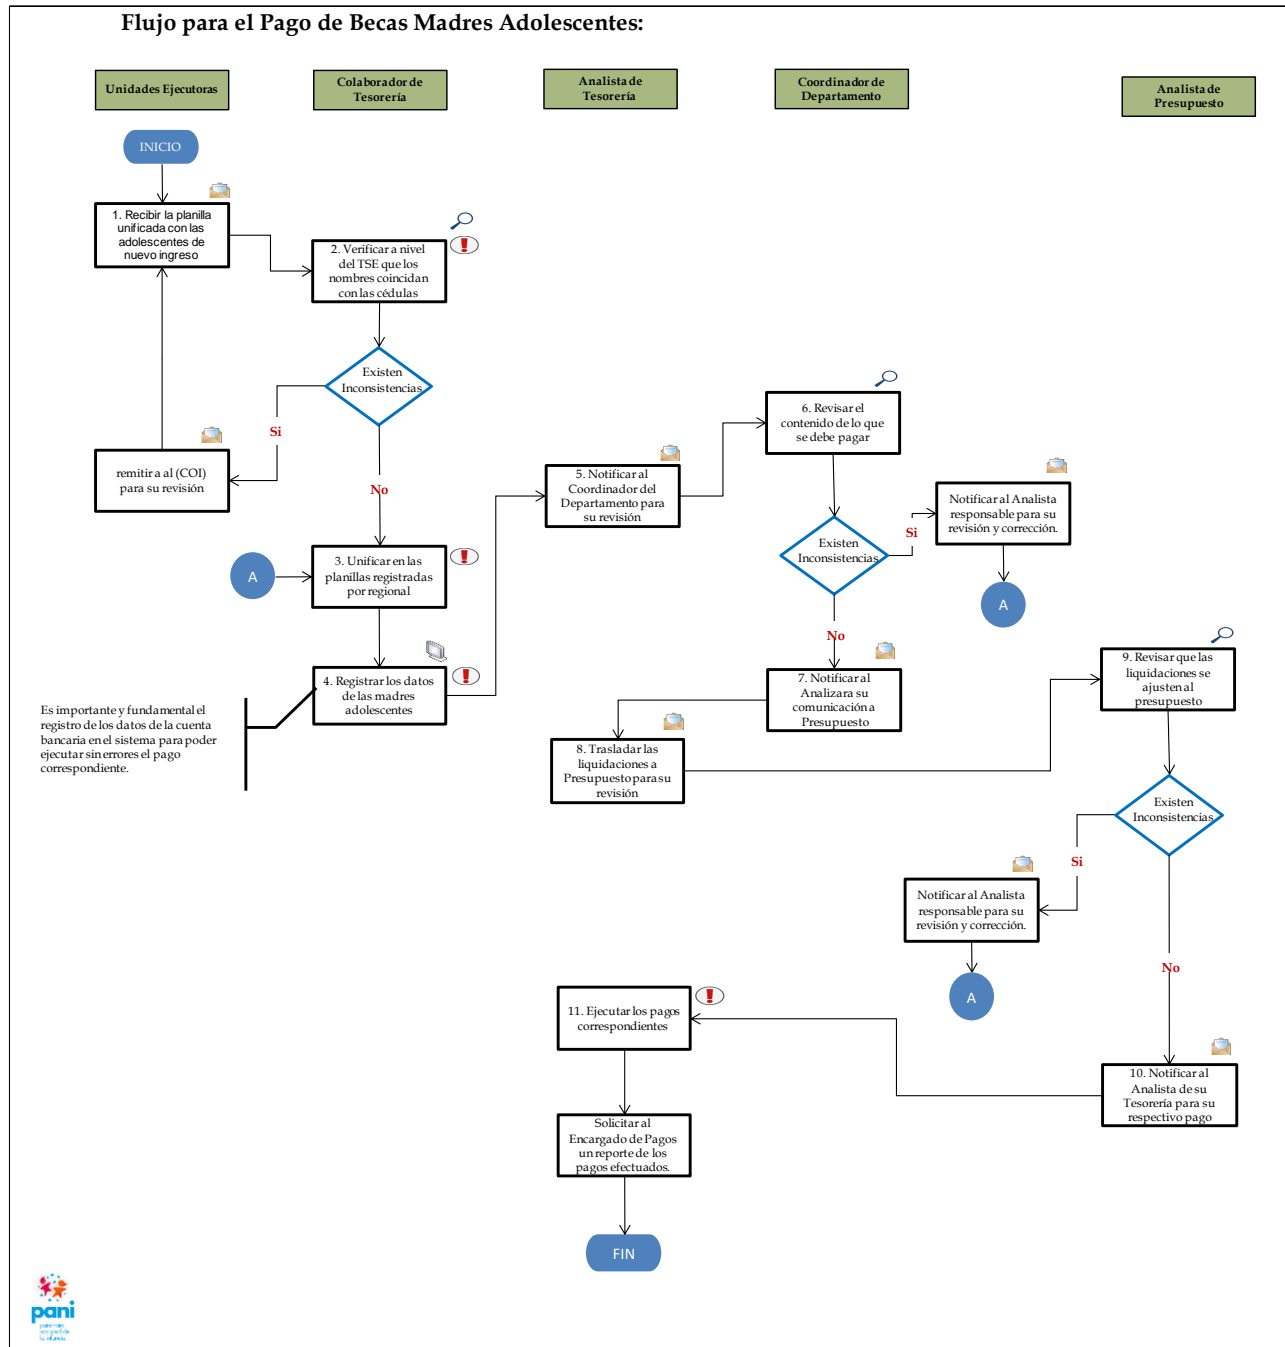 Flujo para el Pago de Becas Madres Adolescentes:
Unidades Ejecutoras
Colaborador de
Tesorería
Analista de
Tesorería
Coordinador de
Departamento
Analista de
Presupuesto
INICIO
1. Recibir la planilla
unificada con las
adolescentes de
nuevo ingreso
2. Verificar a nivel
del TSE que los
nombres coincidan
con las cédulas
Existen
Inconsistencias
Si
remitir a al (COI)
para su revisión
No
A
3. Unificar en las
planillas registradas
por regional
4. Registrar los datos
de las madres
adolescentes
Es importante y fundamental el
registro de los datos de la cuenta
bancaria en el sistema para poder
ejecutar sin errores el pago
correspondiente.
5. Notificar al
Coordinador del
Departamento para
su revisión
6. Revisar el
contenido de lo que
se debe pagar
Existen
Inconsistencias
Si
Notificar al Analista
responsable para su
revisión y corrección.
A
No
7. Notificar al
Analizara su
comunicación a
Presupuesto
8. Trasladar las
liquidaciones a
Presupuesto para su
revisión
9. Revisar que las
liquidaciones se
ajusten al
presupuesto
Existen
Inconsistencias
Si
Notificar al Analista
responsable para su
revisión y corrección.
A
No
10. Notificar al
Analista de su
Tesorería para su
respectivo pago
11. Ejecutar los pagos
correspondientes
Solicitar al
Encargado de Pagos
un reporte de los
pagos efectuados.
FIN
pani